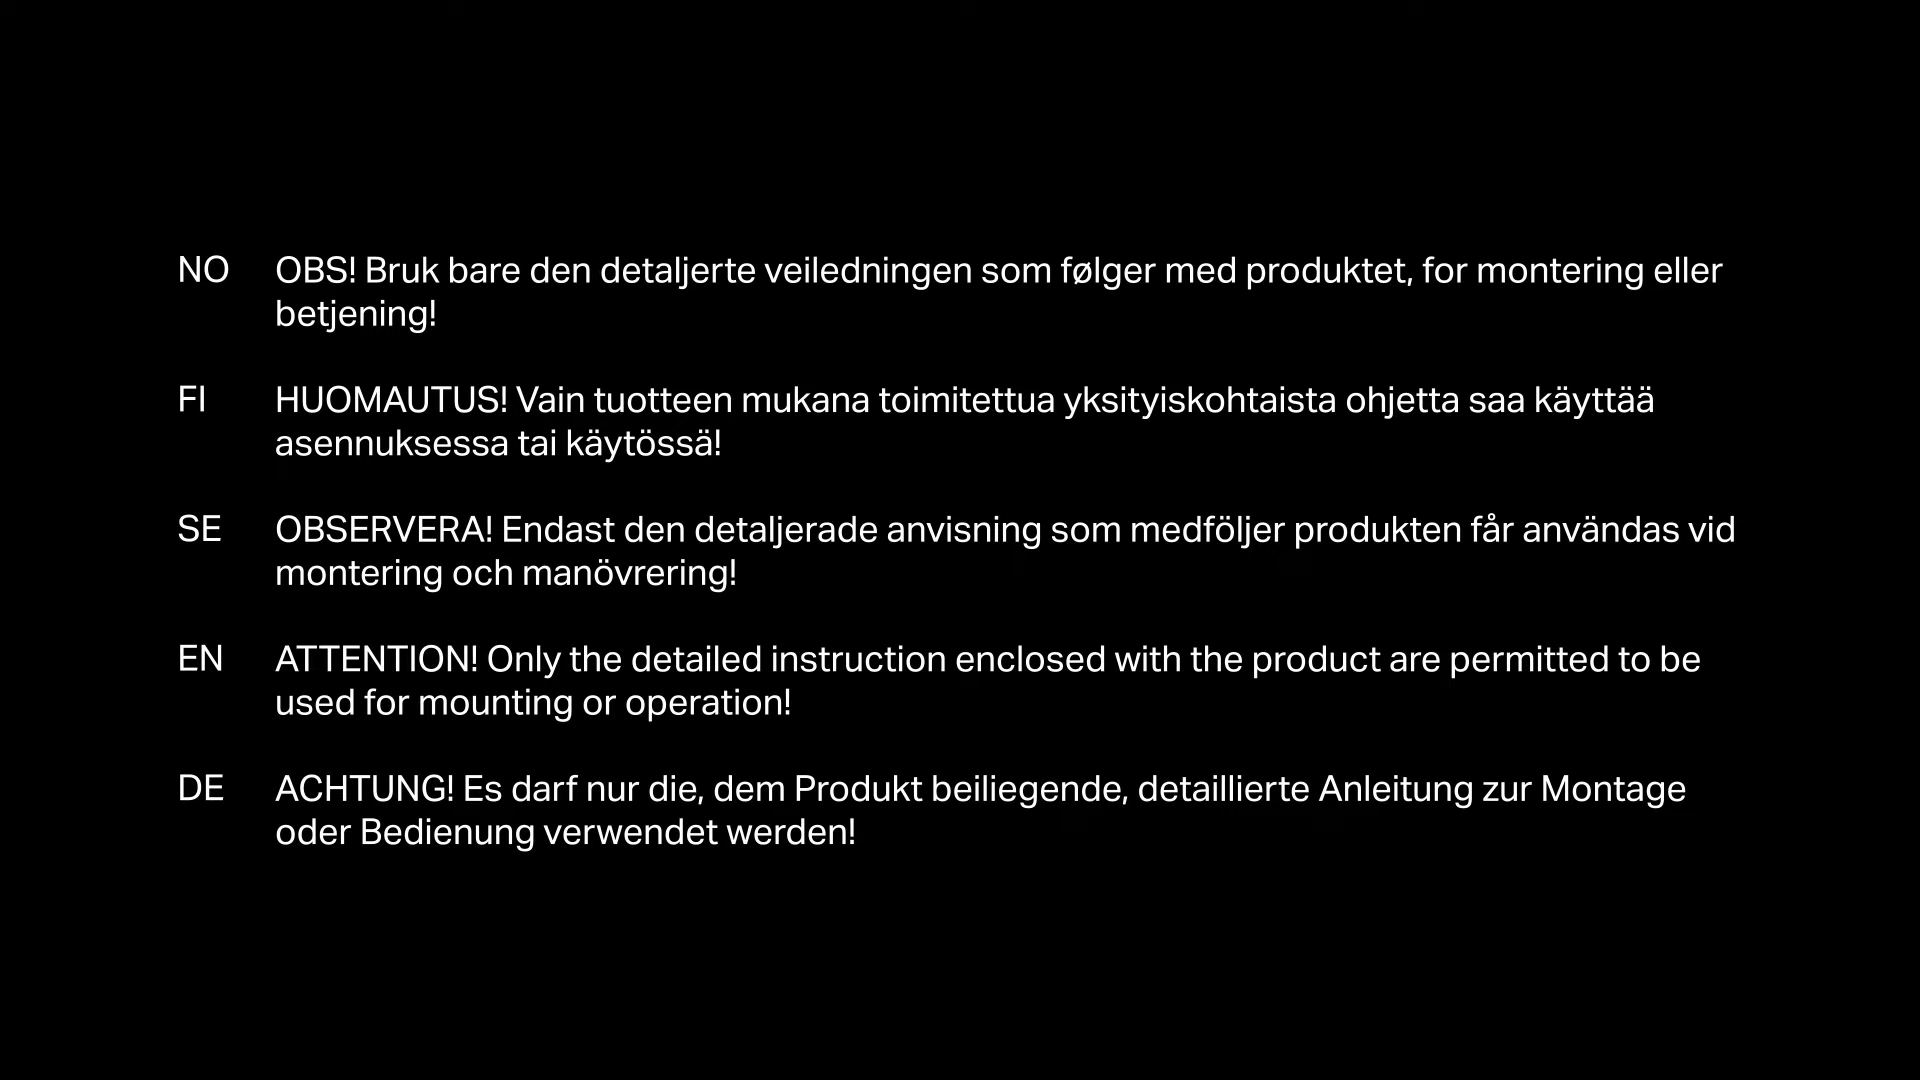 NO OBS! Bruk bare den detaljerte veiledningen som følger med produktet, for montering eller
betjening!
FI HUOMAUTUS! Vain tuotteen mukana toimitettua yksityiskohtaista ohjetta saa käyttää
asennuksessa tai käytössä!
SE OBSERVERA! Endast den detaljerade anvisning som medföljer produkten får användas vid
montering och manövrering!
EN ATTENTION! Only the detailed instruction enclosed with the product are permitted to be
used for mounting or operation!
DE ACHTUNG! Es darf nur die, dem Produkt beiliegende, detaillierte Anleitung zur Montage
oder Bedienung verwendet werden!